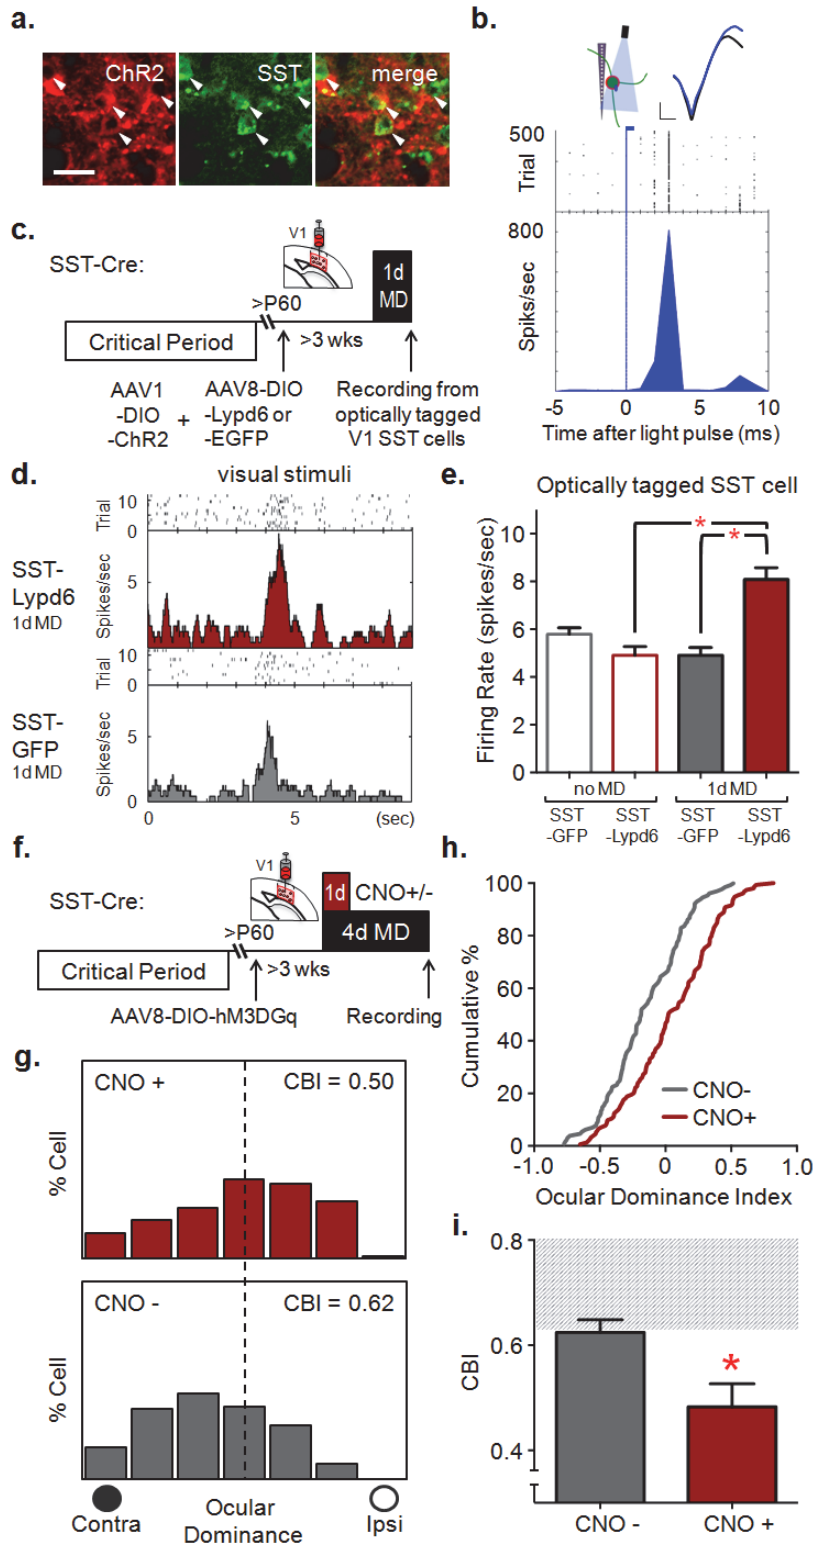 a.
ChR2
SST
merge
b.
500
Trial
0
800
Spiks/sec
-5
0
5
10
Time after light pulse (ms)
c.
SST-Cre:
V1
1d
MD
>P60
Critical Period
>3 wks
AAV1
-DIO
-ChR2
+
AAV8-DIO
-Lypd6 or
-EGFP
Recording from
optically tagged
V1 SST cells
d.
visual stimuli
10
Trial
0
SST-
Lypd6
1d MD
Spikes/sec
5
10
Trial
0
SST-
GFP
1d MD
Spikes/sec
5
0
0
5
(sec)
e.
Optically tagged SST cell
Firing Rate (spikes/sec)
10
8
6
4
2
0
*
*
no MD
1d MD
SST
-GFP
SST
-Lypd6
SST
-GFP
SST
-Lypd6
f.
SST-Cre:
V1
1d
CNO+/-
4d MD
>P60
Critical Period
>3 wks
AAV8-DIO-hM3DGq
Recording
g.
CNO +
CBI = 0.50
% Cell
CNO -
CBI = 0.62
% Cell
Contra
Ocular
Dominance
Ipsi
h.
Cumulative %
100
80
60
40
20
0
CNO-
CNO+
-1.0
-0.5
0
0.5
1.0
Ocular Dominance Index
i.
CBI
0.8
0.6
0.4
*
CNO -
CNO +